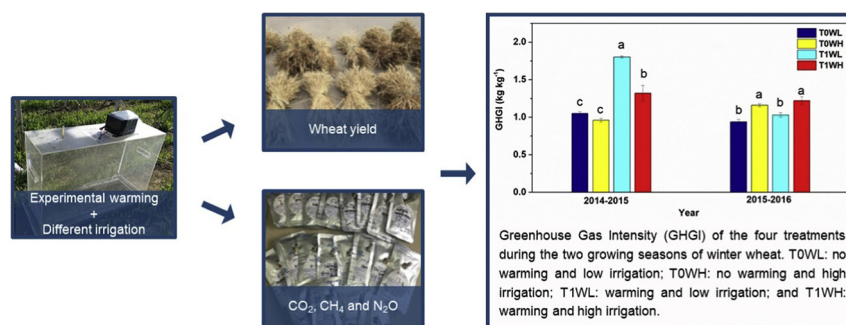 Experimental warming
+
Different irrigation
Wheat yield
CO₂, CH₄ and N₂O
GHGI (kg kg⁻¹)
2.0
1.5
1.0
0.5
0.0
T0WL
T0WH
T1WL
T1WH
c
c
a
b
b
a
b
a
2014-2015
2015-2016
Year
Greenhouse Gas Intensity (GHGI) of the four treatments
during the two growing seasons of winter wheat. T0WL: no
warming and low irrigation; T0WH: no warming and high
irrigation; T1WL: warming and low irrigation; and T1WH:
warming and high irrigation.